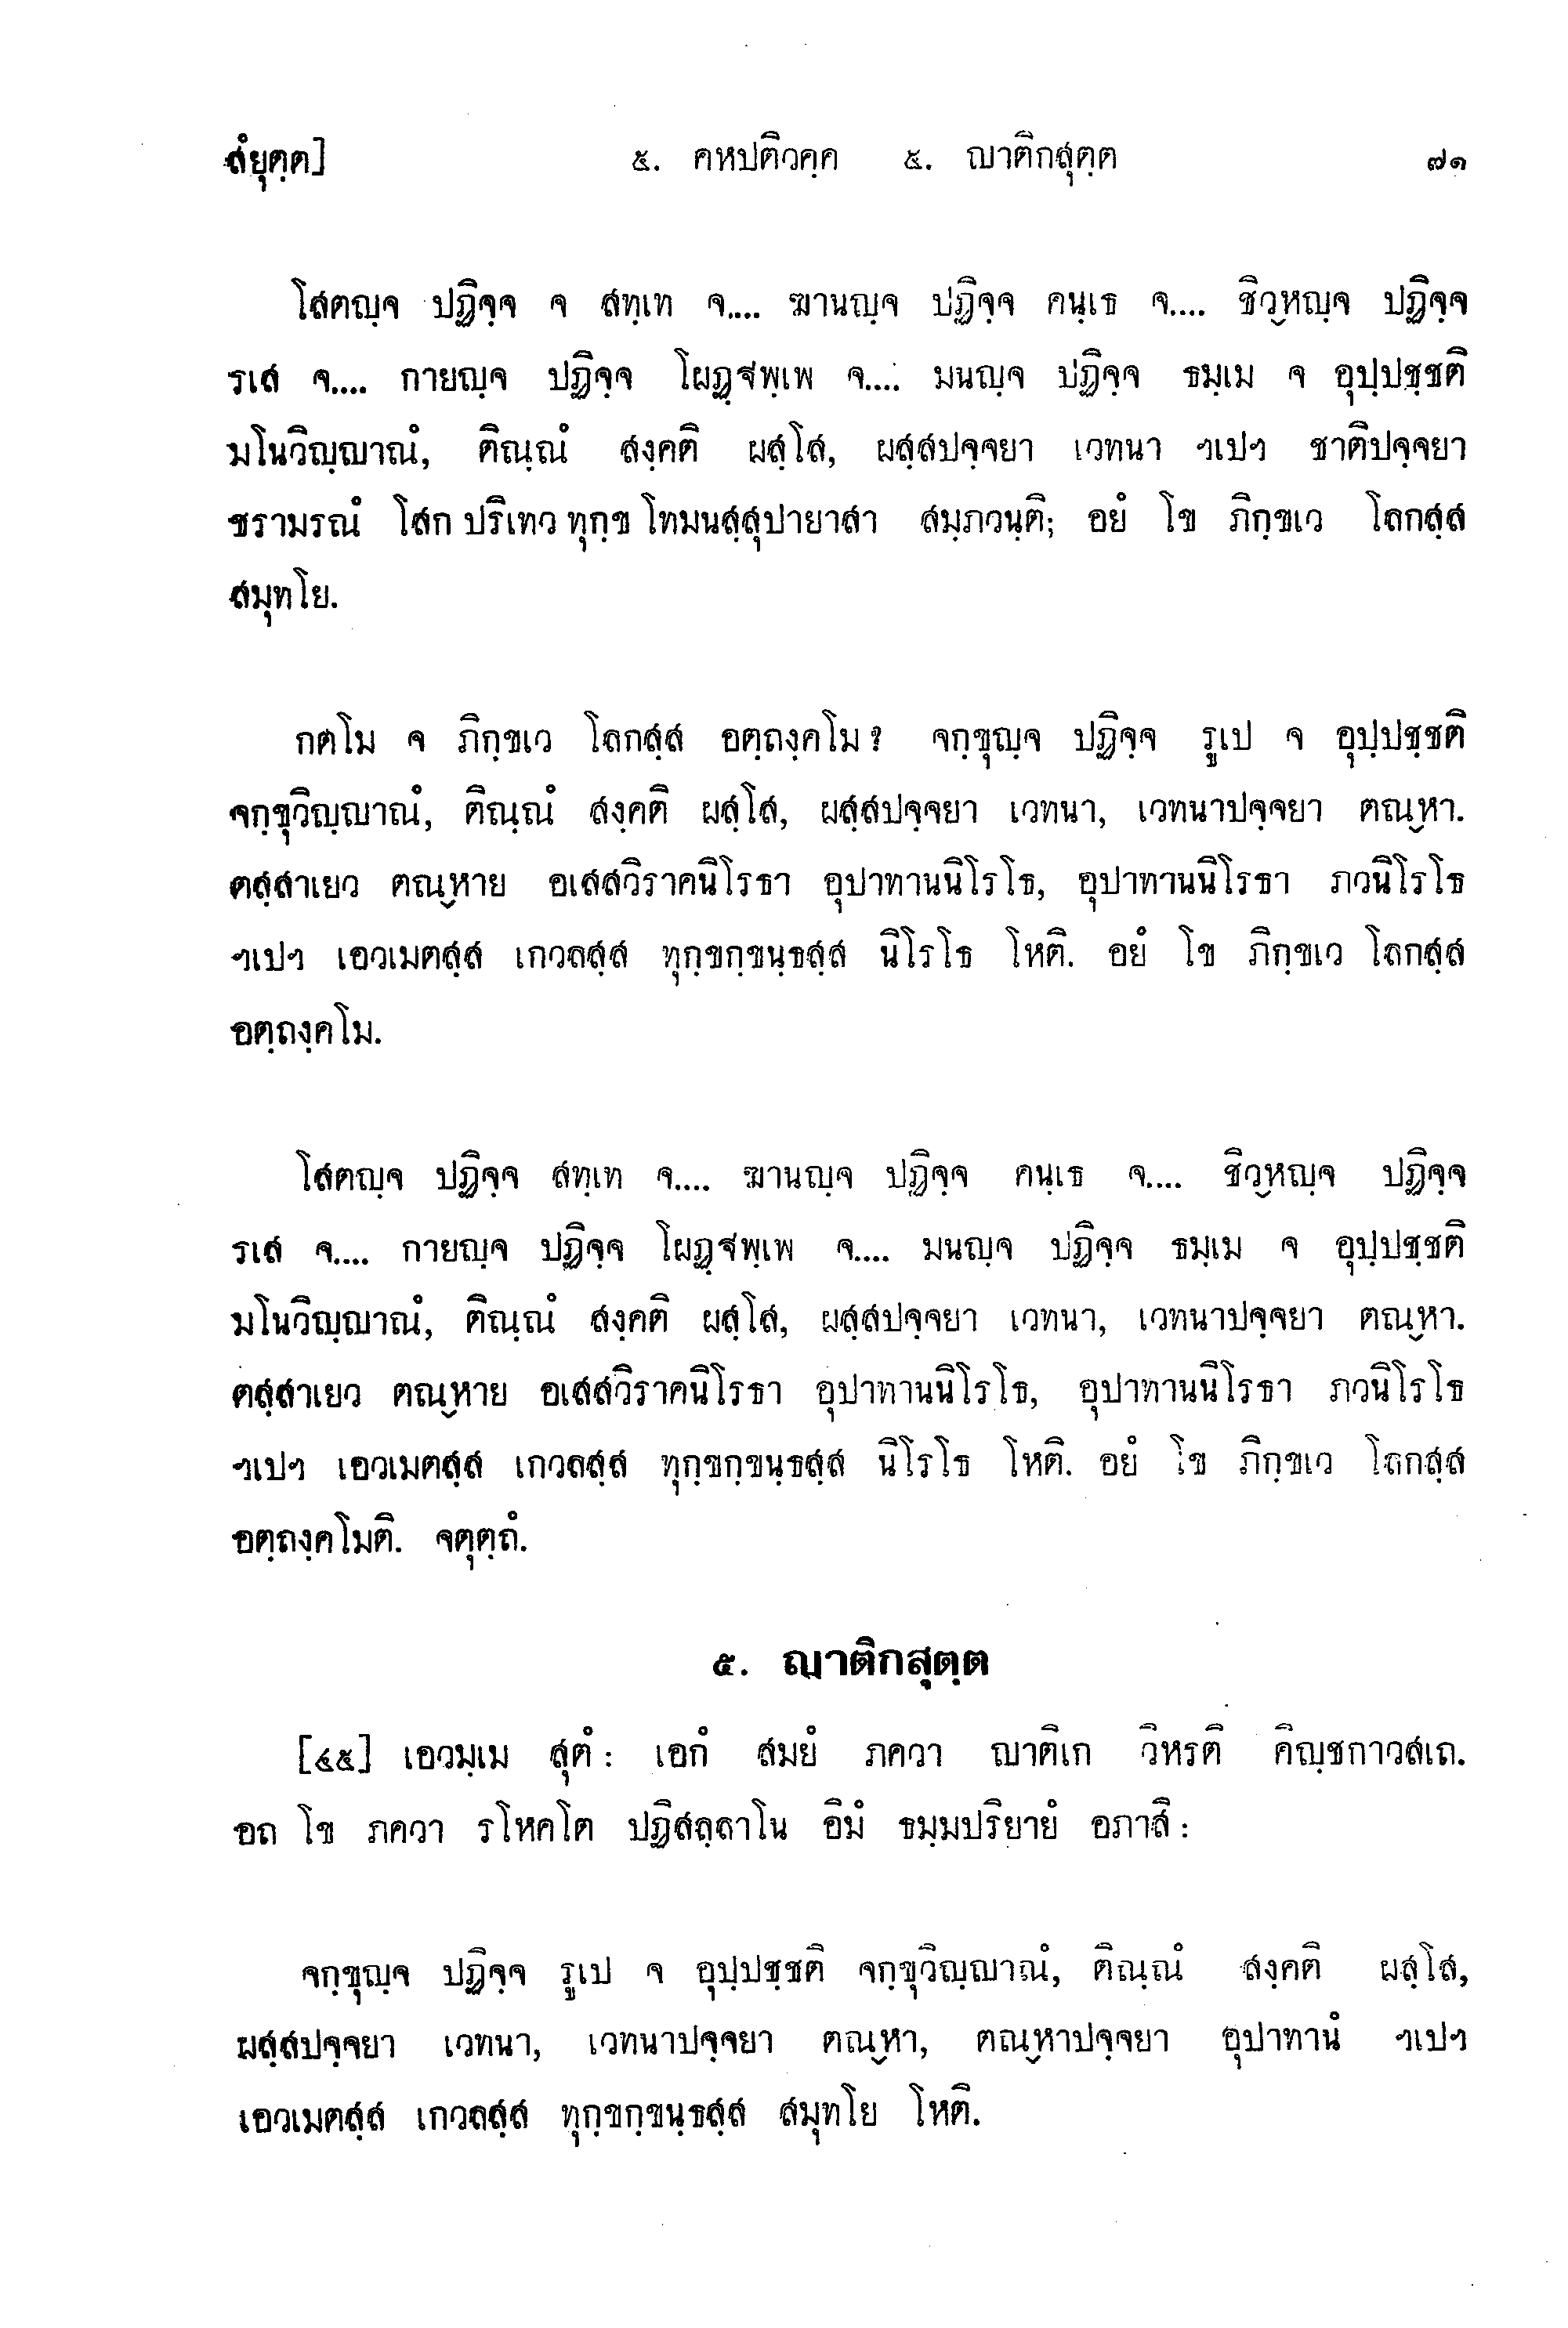 สํยุตฺต]	๕. คหปติวคฺค ๕. ญาติกสุตฺต	๗๑
โสตญฺจ ปฏิจฺจ จ สทฺเท จ.... ฆานญฺจ ปฏิจฺจ คนฺเธ จ.... ชิวฺหญฺจ ปฏิจฺจ
รเส จ.... กายญฺจ ปฏิจฺจ โผฏฺฐพฺเพ จ.... มนญฺจ ปฏิจฺจ ธมฺเม จ อุปฺปชฺชติ
มโนวิญฺญาณํ, ติณฺณํ สงฺคติ ผสฺโส, ผสฺสปจฺจยา เวทนา ฯเปฯ ชาติปจฺจยา
ชรามรณํ โสก ปริเทว ทุกฺข โทมนสฺสุปายาสา สมฺภวนฺติ; อยํ โข ภิกฺขเว โลกสฺส
สมุทโย.
กตโม จ ภิกฺขเว โลกสฺส อตฺถงฺคโม? จกฺขุญฺจ ปฏิจฺจ รูเป จ อุปฺปชฺชติ
จกฺขุวิญฺญาณํ, ติณฺณํ สงฺคติ ผสฺโส, ผสฺสปจฺจยา เวทนา, เวทนาปจฺจยา ตณฺหา.
ตสฺสาเยว ตณฺหาย อเสสวิราคนิโรธา อุปาทานนิโรโธ, อุปาทานนิโรธา ภวนิโรโธ
ฯเปฯ เอวเมตสฺส เกวลสฺส ทุกฺขกฺขนฺธสฺส นิโรโธ โหติ. อยํ โข ภิกฺขเว โลกสฺส
อตฺถงฺคโม.
โสตญฺจ ปฏิจฺจ สทฺเท จ.... ฆานญฺจ ปฏิจฺจ คนฺเธ จ.... ชิวฺหญฺจ ปฏิจฺจ
รเส จ.... กายญฺจ ปฏิจฺจ โผฏฺฐพฺเพ จ.... มนญฺจ ปฏิจฺจ ธมฺเม จ อุปฺปชฺชติ
มโนวิญฺญาณํ, ติณฺณํ สงฺคติ ผสฺโส, ผสฺสปจฺจยา เวทนา, เวทนาปจฺจยา ตณฺหา.
ตสฺสาเยว ตณฺหาย อเสสวิราคนิโรธา อุปาทานนิโรโธ, อุปาทานนิโรธา ภวนิโรโธ
ฯเปฯ เอวเมตสฺส เกวลสฺส ทุกฺขกฺขนฺธสฺส นิโรโธ โหติ. อยํ โข ภิกฺขเว โลกสฺส
อตฺถงฺคโมติ. จตุตฺถํ.
๕. ญาติกสุตฺต
[๔๕] เอวมฺเม สุตํ: เอกํ สมยํ ภควา ญาติเก วิหรติ คิญฺชกาวสเถ.
อถ โข ภควา รโหคโต ปฏิสลฺลาโน อิมํ ธมฺมปริยายํ อภาสิ:
จกฺขุญฺจ ปฏิจฺจ รูเป จ อุปฺปชฺชติ จกฺขุวิญฺญาณํ, ติณฺณํ สงฺคติ ผสฺโส,
ผสฺสปจฺจยา เวทนา, เวทนาปจฺจยา ตณฺหา, ตณฺหาปจฺจยา อุปาทานํ ฯเปฯ
เอวเมตสฺส เกวลสฺส ทุกฺขกฺขนฺธสฺส สมุทโย โหติ.